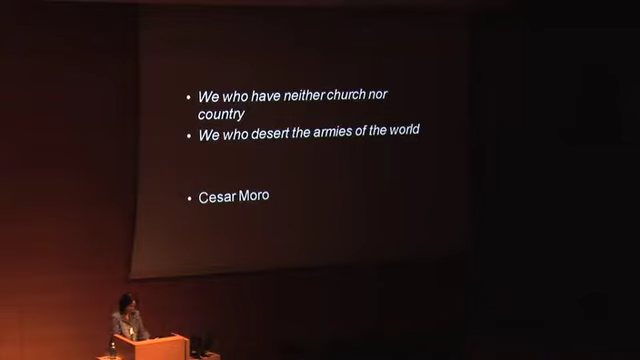 • We who have neither church nor
country
• We who desert the armies of the world
• Cesar Moro